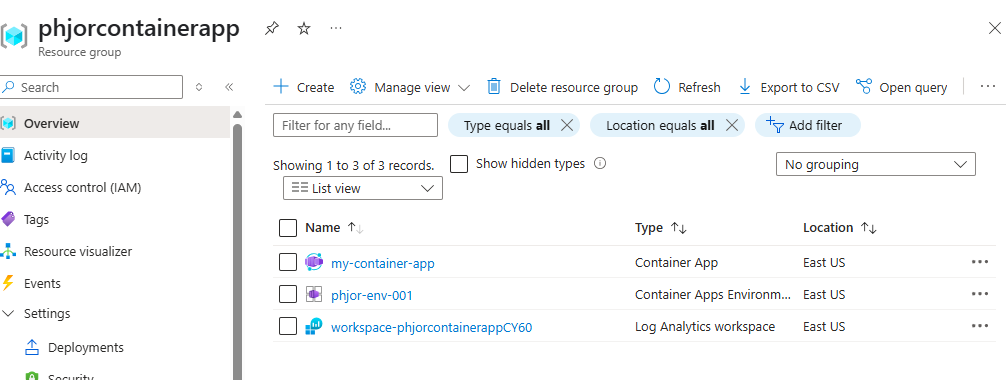 phjorcontainerapp
Resource group
Search
Overview
Activity log
Access control (IAM)
Tags
Resource visualizer
Events
Settings
Deployments
Security
Create
Manage view
Delete resource group
Refresh
Export to CSV
Open query
Filter for any field...
Type equals all
Location equals all
Add filter
Showing 1 to 3 of 3 records.
Show hidden types
No grouping
List view
Name Type Location
my-container-app Container App East US
phjor-env-001 Container Apps Environm... East US
workspace-phjorcontainerappCY60 Log Analytics workspace East US